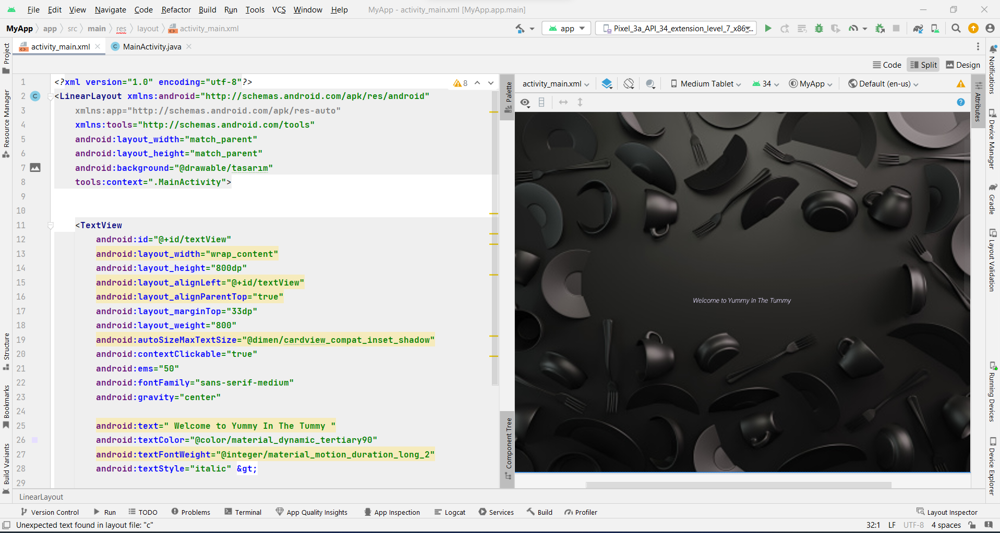 File Edit View Navigate Code Refactor Build Run Tools VCS Window Help MyApp - activity_main.xml [MyApp.app.main]
MyApp app src main res layout activity_main.xml app Pixel_3a_API_34_extension_level_7_x86_...
activity_main.xml MainActivity.java
Code Split Design
activity_main.xml Medium Tablet 34 MyApp Default (en-us)
8
1 <?xml version="1.0" encoding="utf-8"?>
2 <LinearLayout xmlns:android="http://schemas.android.com/apk/res/android"
3 xmlns:app="http://schemas.android.com/apk/res-auto"
4 xmlns:tools="http://schemas.android.com/tools"
5 android:layout_width="match_parent"
6 android:layout_height="match_parent"
7 android:background="@drawable/tasarım"
8 tools:context=".MainActivity">
9
10
11 <TextView
12 android:id="@+id/textView"
13 android:layout_width="wrap_content"
14 android:layout_height="800dp"
15 android:layout_alignLeft="@+id/textView"
16 android:layout_alignParentTop="true"
17 android:layout_marginTop="33dp"
18 android:layout_weight="800"
19 android:autoSizeMaxTextSize="@dimen/cardview_compat_inset_shadow"
20 android:contextClickable="true"
21 android:ems="50"
22 android:fontFamily="sans-serif-medium"
23 android:gravity="center"
24
25 android:text=" Welcome to Yummy In The Tummy "
26 android:textColor="@color/material_dynamic_tertiary90"
27 android:textFontWeight="@integer/material_motion_duration_long_2"
28 android:textStyle="italic" &gt;
29
Welcome to Yummy In The Tummy
Project
Resource Manager
Structure
Bookmarks
Build Variants
Palette
Component Tree
Attributes
Notifications
Device Manager
Gradle
Layout Validation
Running Devices
Device Explorer
LinearLayout
Version Control Run TODO Problems Terminal App Quality Insights App Inspection Logcat Services Build Profiler Layout Inspector
Unexpected text found in layout file: "c" 32:1 LF UTF-8 4 spaces